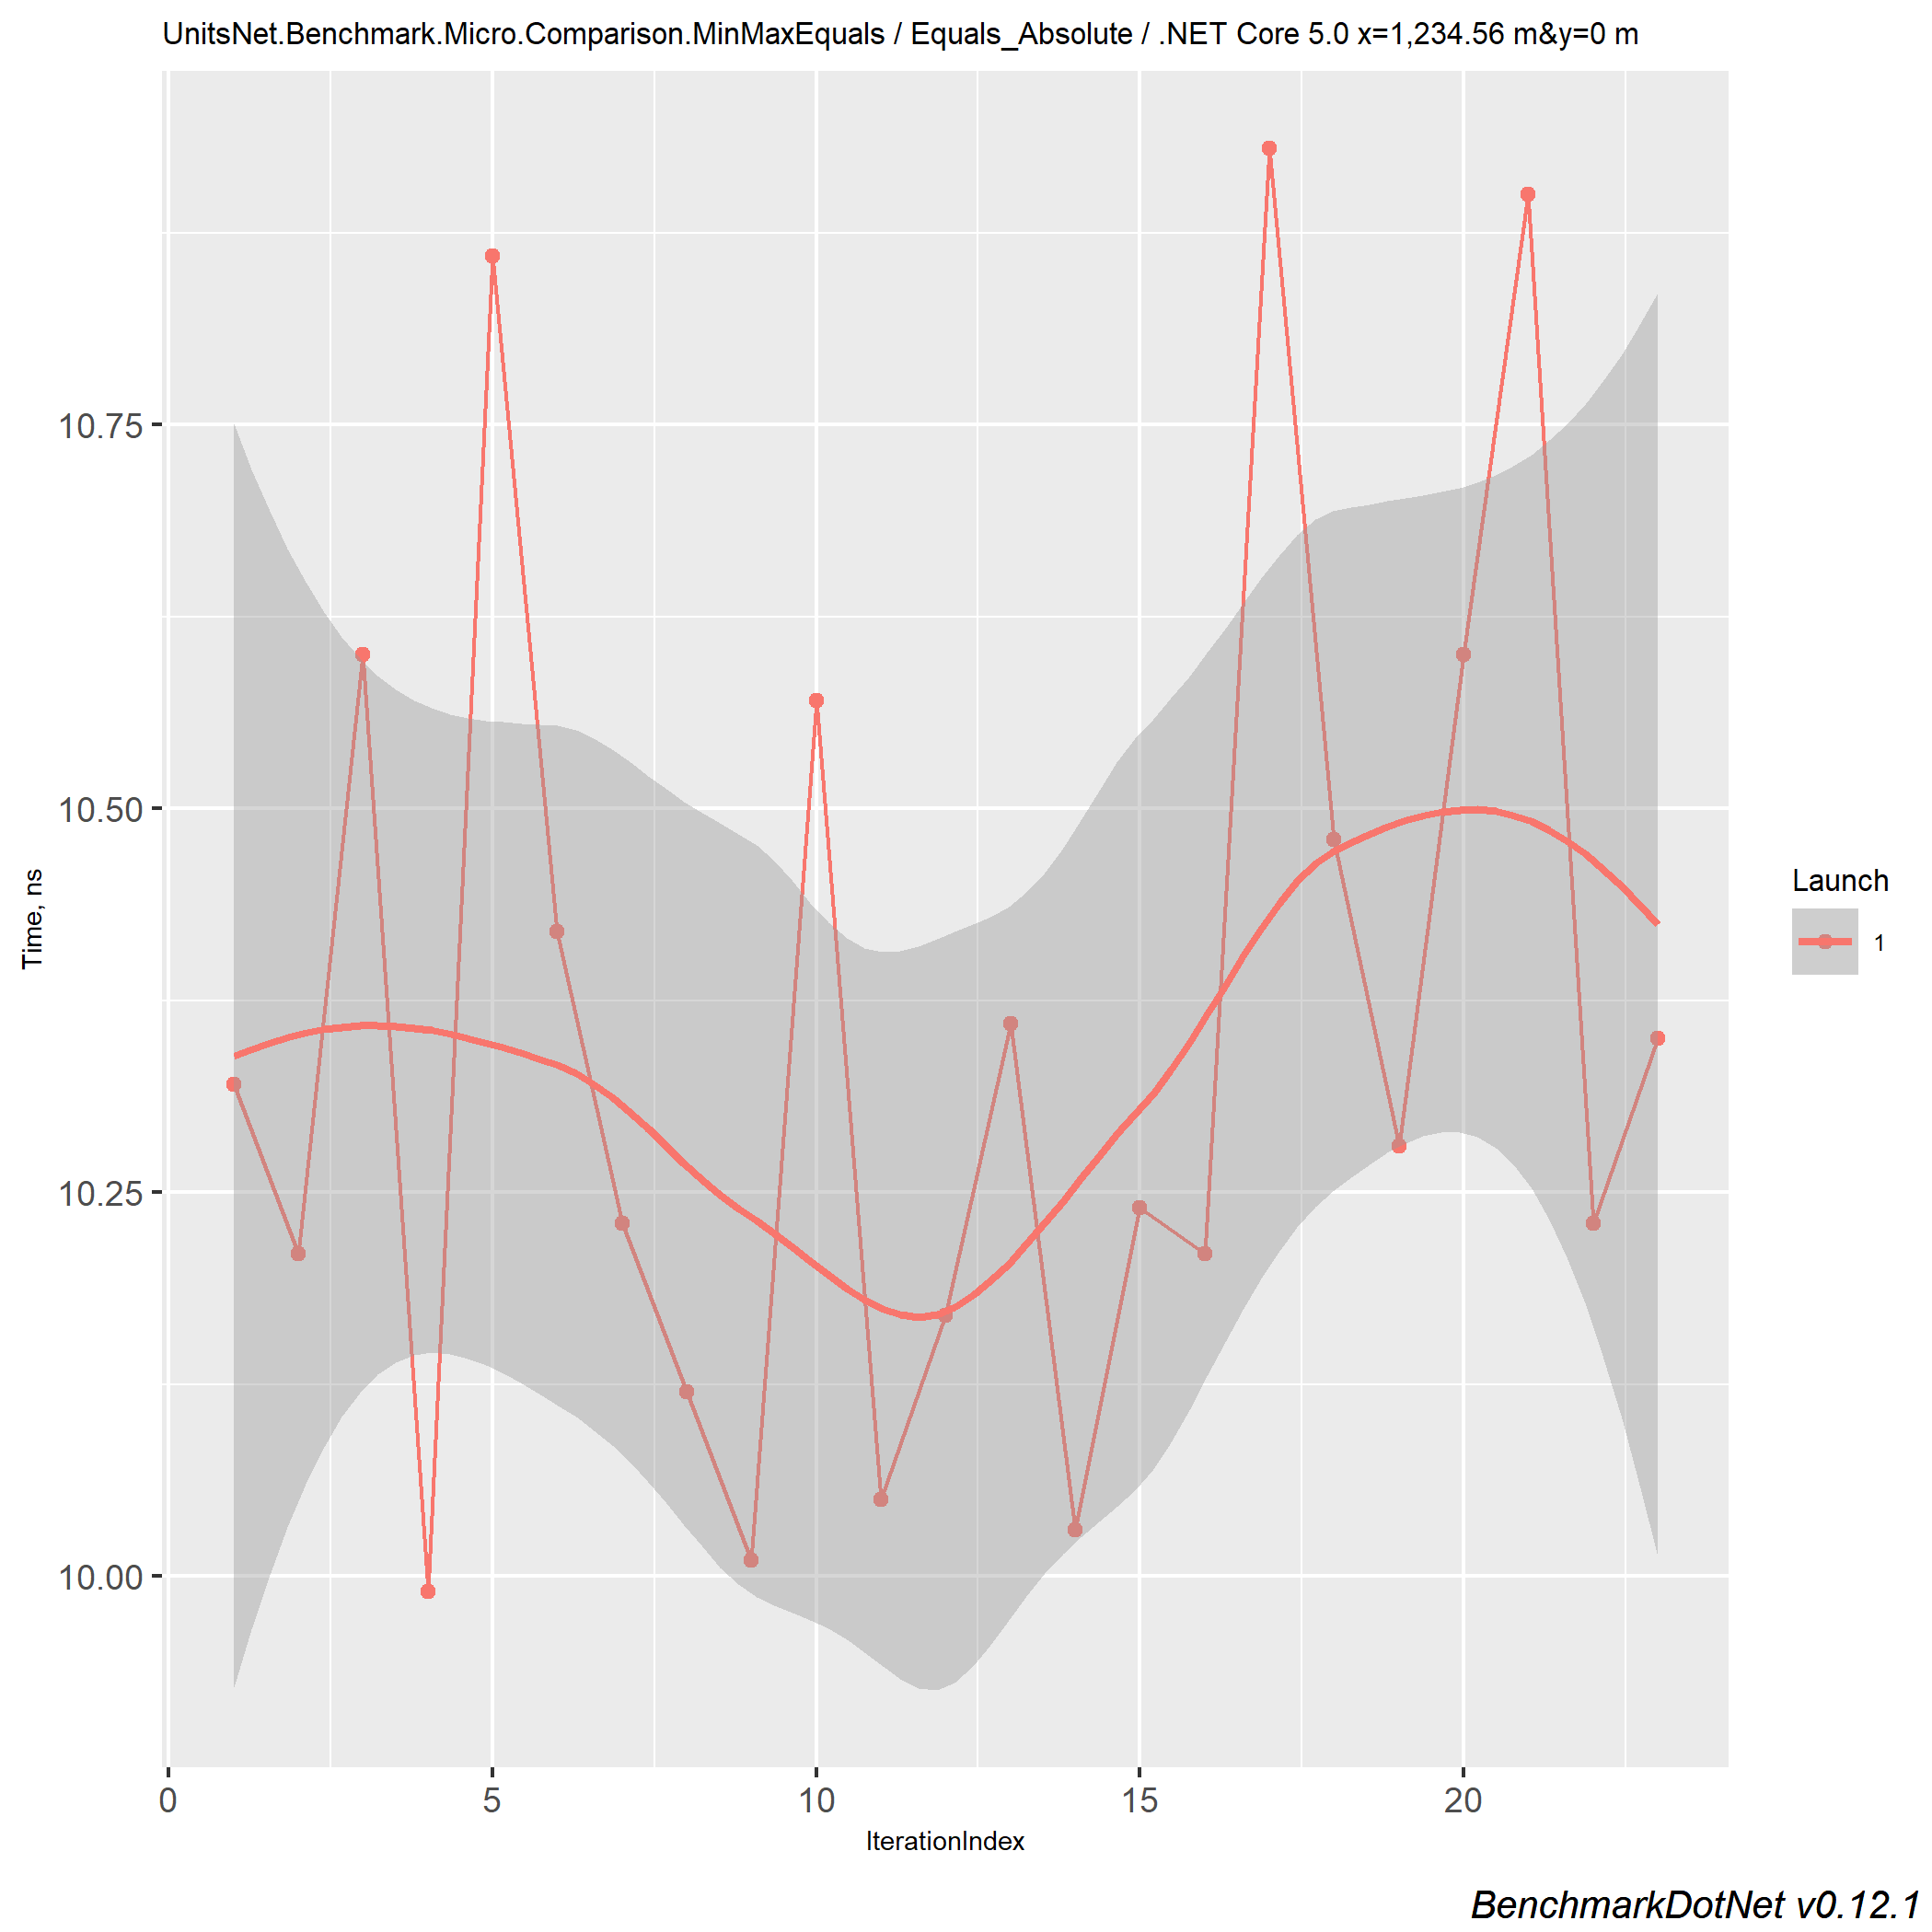 UnitsNet.Benchmark.Micro.Comparison.MinMaxEquals / Equals_Absolute / .NET Core 5.0 x=1,234.56 m&y=0 m
10.75
10.50
10.25
10.00
Time, ns
0 5 10 15 20
IterationIndex
Launch
1
BenchmarkDotNet v0.12.1